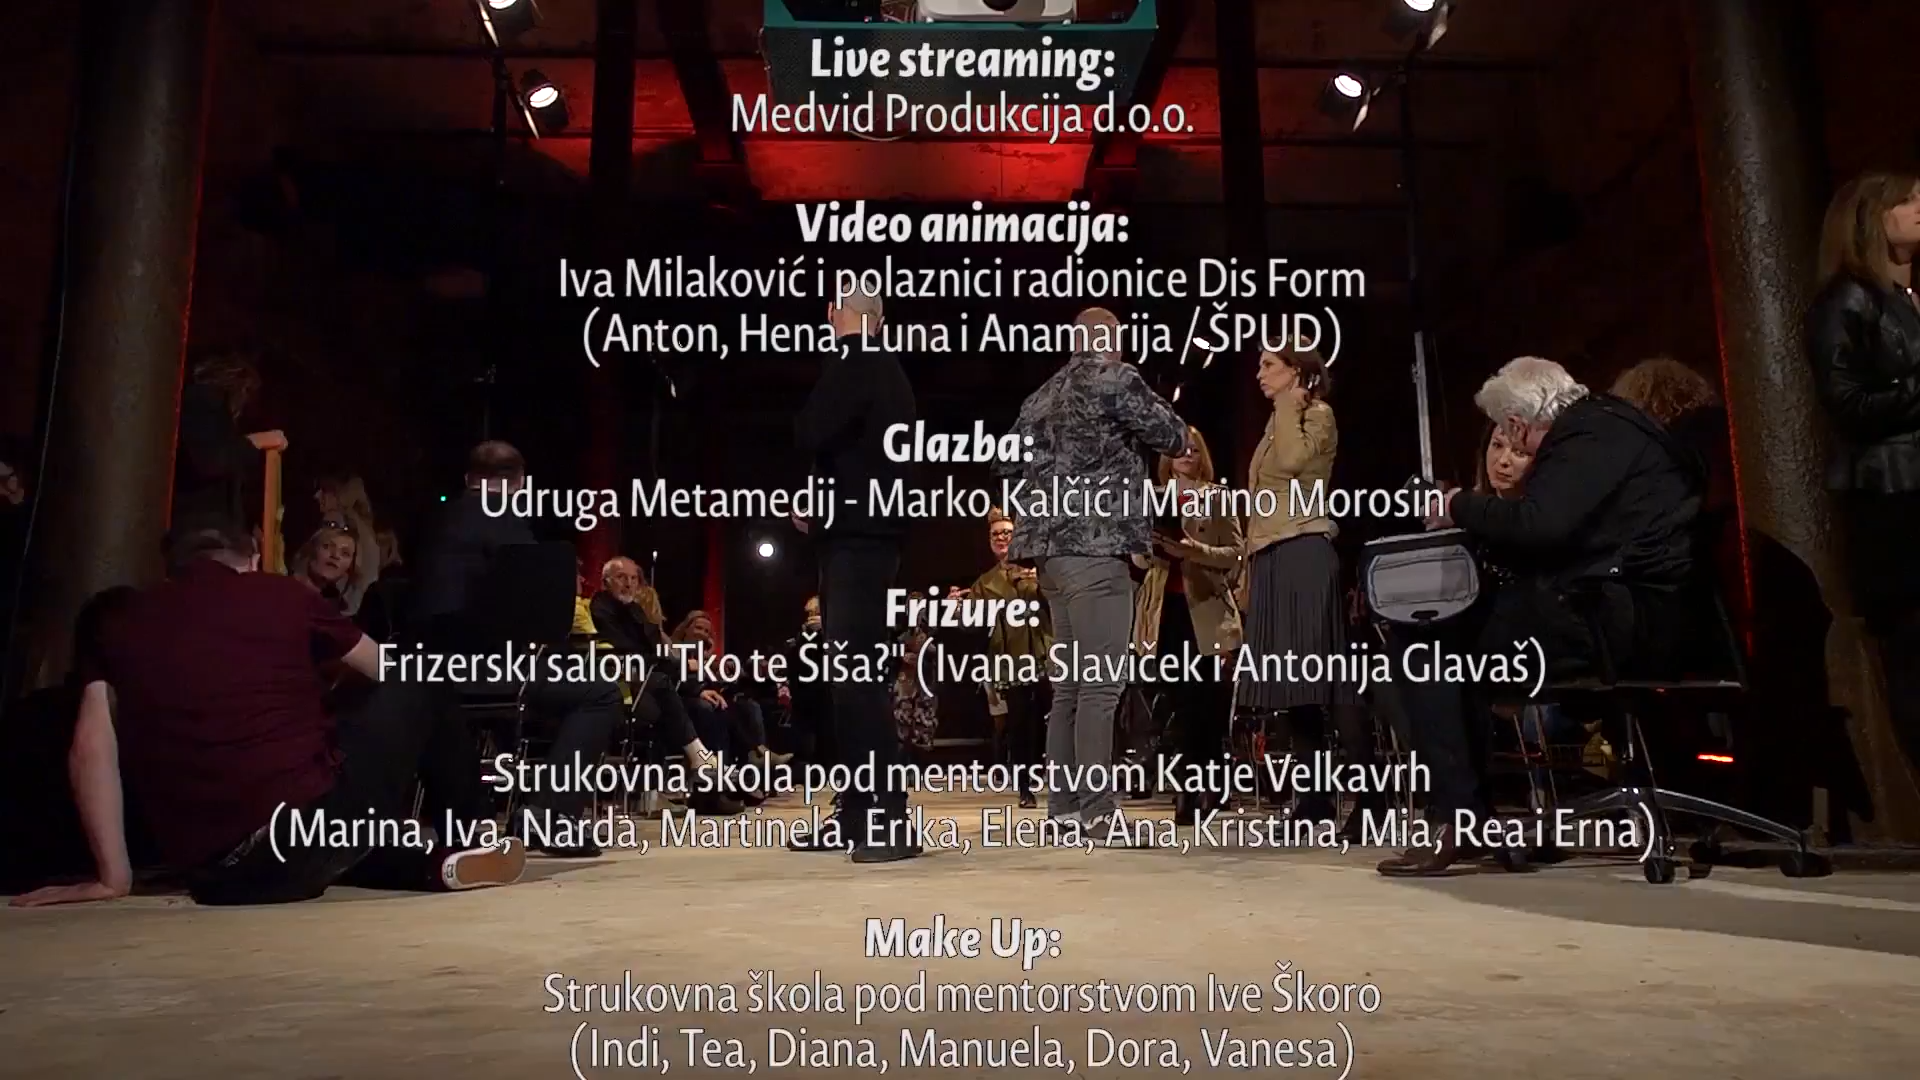 Live streaming:
Medvid Produkcija d.o.o.
Video animacija:
Iva Milaković i polaznici radionice Dis Form
(Anton, Hena, Luna i Anamarija / ŠPUD)
Glazba:
Udruga Metamedij - Marko Kalčić i Marino Morosin
Frizure:
Frizerski salon "Tko te Šiša?" (Ivana Slaviček i Antonija Glavaš)
Strukovna škola pod mentorstvom Katje Velkavrh
(Marina, Iva, Narda, Martinela, Erika, Elena, Ana,Kristina, Mia, Rea i Erna)
Make Up:
Strukovna škola pod mentorstvom Ive Škoro
(Indi, Tea, Diana, Manuela, Dora, Vanesa)